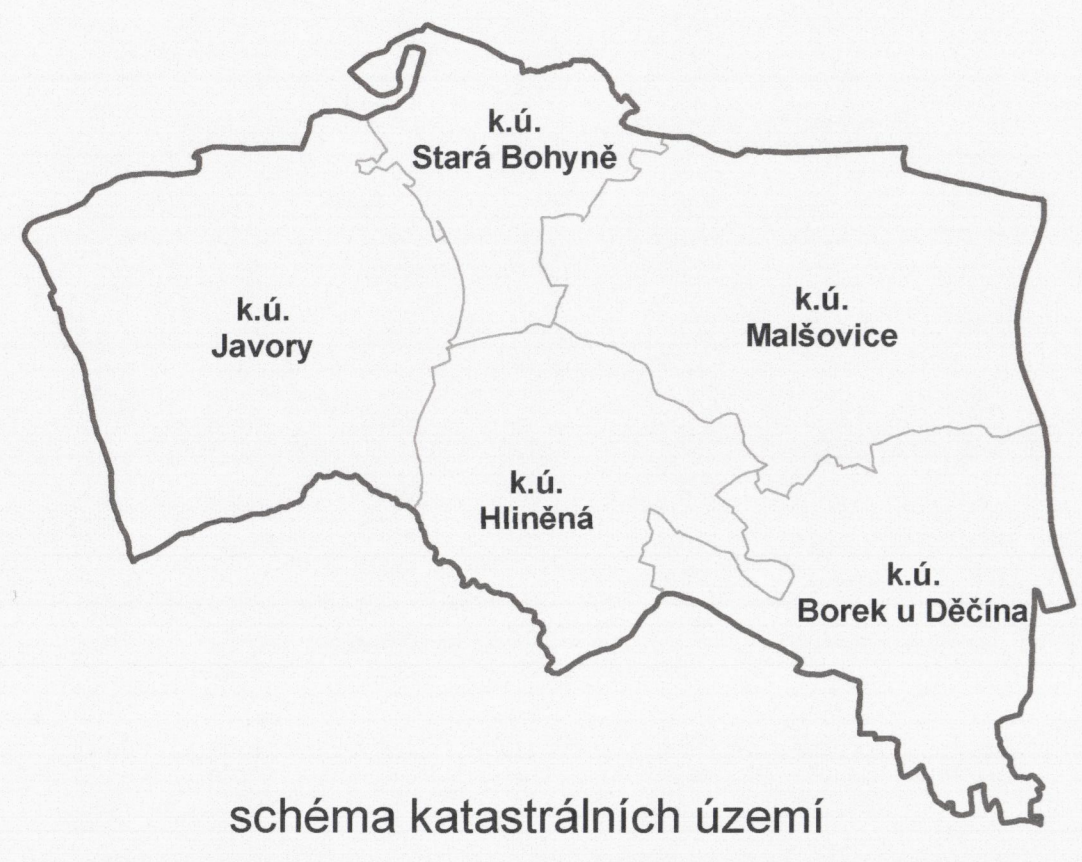 k.ú.
Stará Bohyně
k.ú.
Javory
k.ú.
Malšovice
k.ú.
Hliněná
k.ú.
Borek u Děčína
schéma katastrálních území